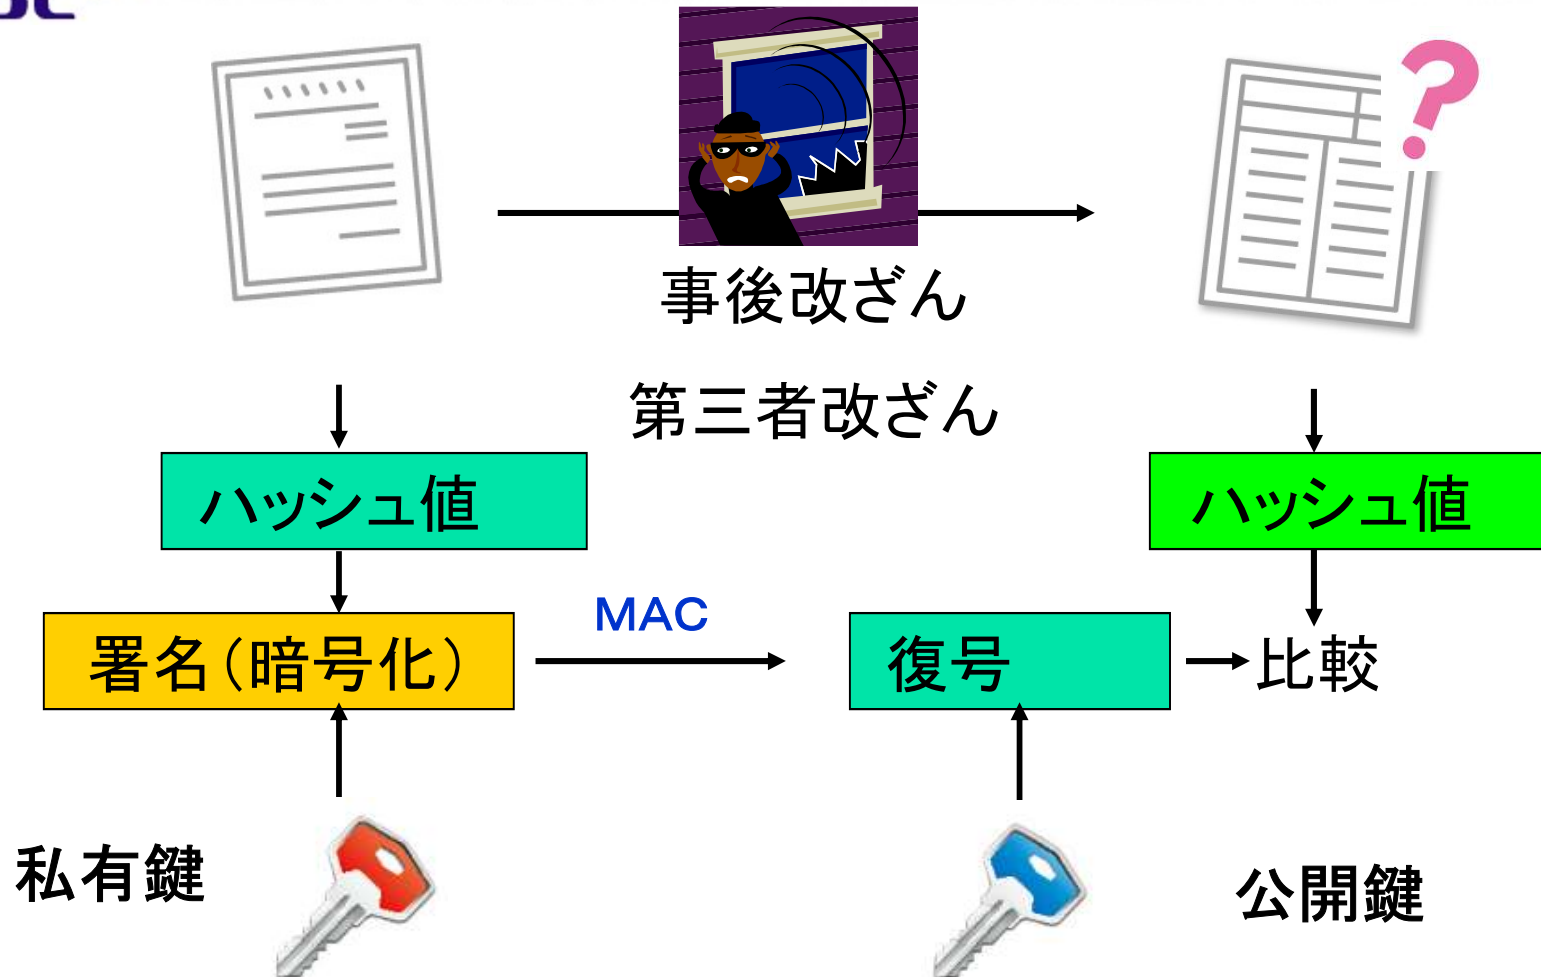 事後改ざん
第三者改ざん
ハッシュ値
ハッシュ値
署名（暗号化）
MAC
復号
比較
私有鍵
公開鍵